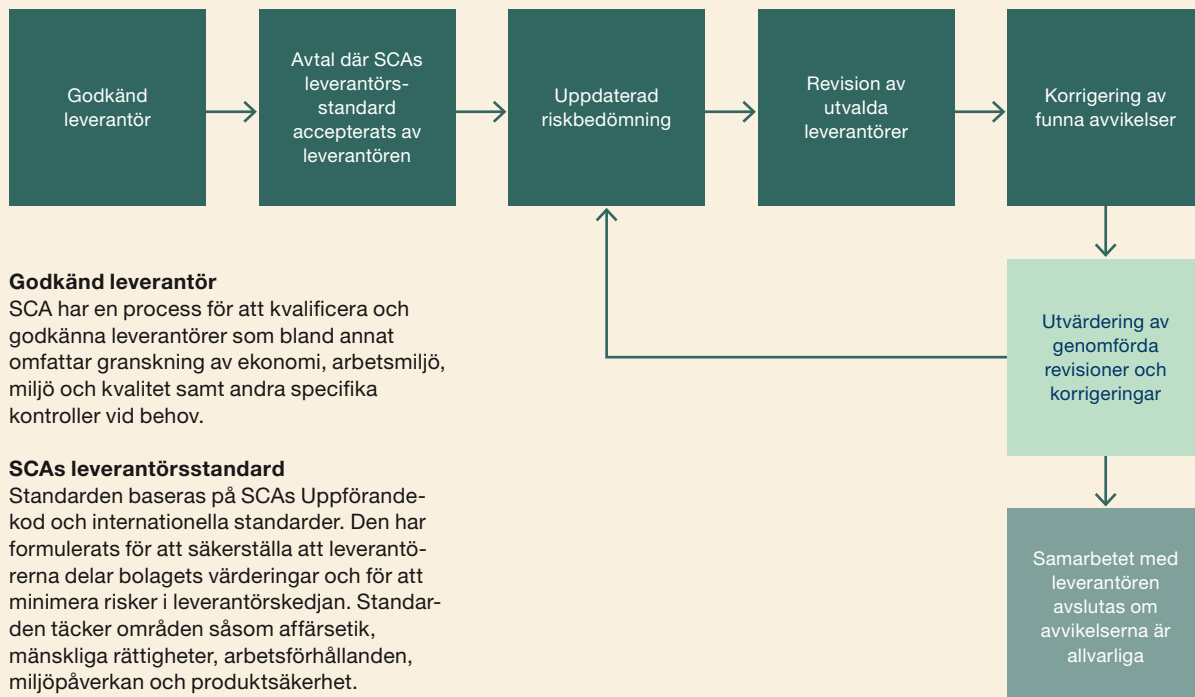 Godkänd
leverantör
Avtal där SCAs
leverantörs-
standard
accepterats av
leverantören
Uppdaterad
riskbedömning
Revision av
utvalda
leverantörer
Korrigering av
funna avvikelser
Utvärdering av
genomförda
revisioner och
korrigeringar
Samarbetet med
leverantören
avslutas om
avvikelserna är
allvarliga
Godkänd leverantör
SCA har en process för att kvalificera och
godkänna leverantörer som bland annat
omfattar granskning av ekonomi, arbetsmiljö,
miljö och kvalitet samt andra specifika
kontroller vid behov.
SCAs leverantörsstandard
Standarden baseras på SCAs Uppförande-
kod och internationella standarder. Den har
formulerats för att säkerställa att leverantö-
rerna delar bolagets värderingar och för att
minimera risker i leverantörskedjan. Standar-
den täcker områden såsom affärsetik,
mänskliga rättigheter, arbetsförhållanden,
miljöpåverkan och produktsäkerhet.